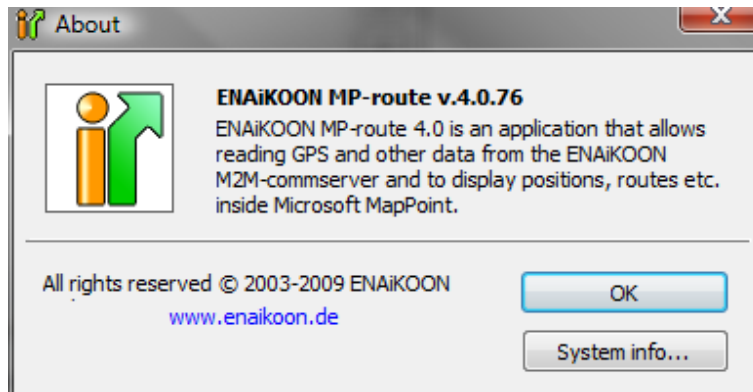 About
ENAiKOON MP-route v.4.0.76
ENAiKOON MP-route 4.0 is an application that allows
reading GPS and other data from the ENAiKOON
M2M-commserver and to display positions, routes etc.
inside Microsoft MapPoint.
All rights reserved © 2003-2009 ENAiKOON
www.enaikoon.de
OK
System info...